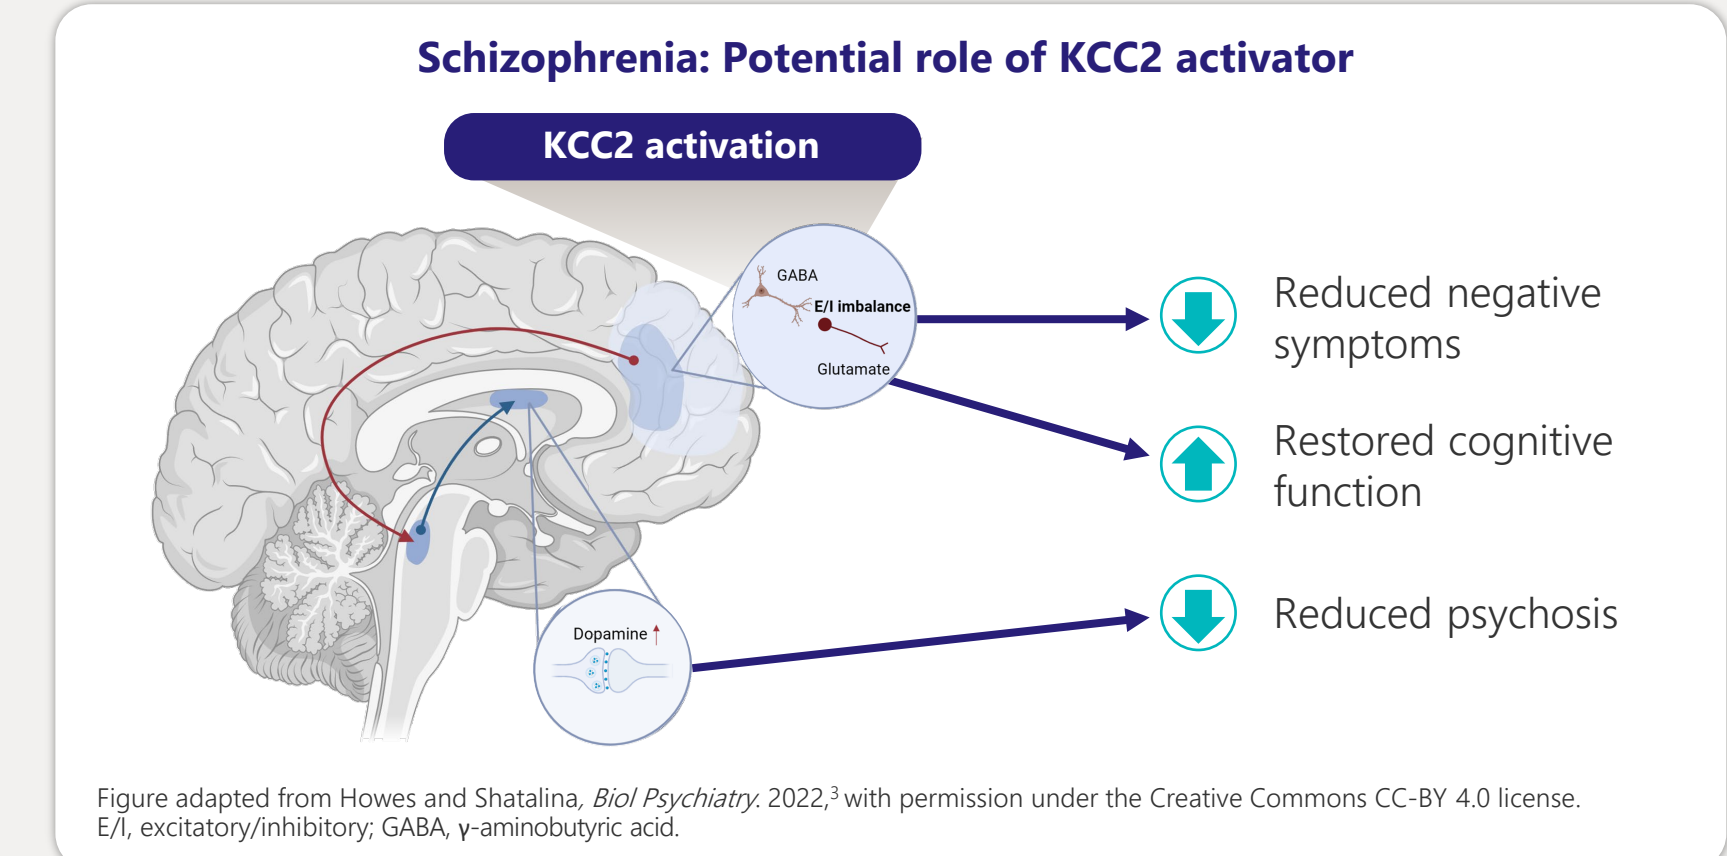 Schizophrenia: Potential role of KCC2 activator
KCC2 activation
GABA
E/I imbalance
Glutamate
Reduced negative
symptoms
Restored cognitive
function
Dopamine
Reduced psychosis
Figure adapted from Howes and Shatalina, Biol Psychiatry. 2022,³ with permission under the Creative Commons CC-BY 4.0 license.
E/I, excitatory/inhibitory; GABA, γ-aminobutyric acid.